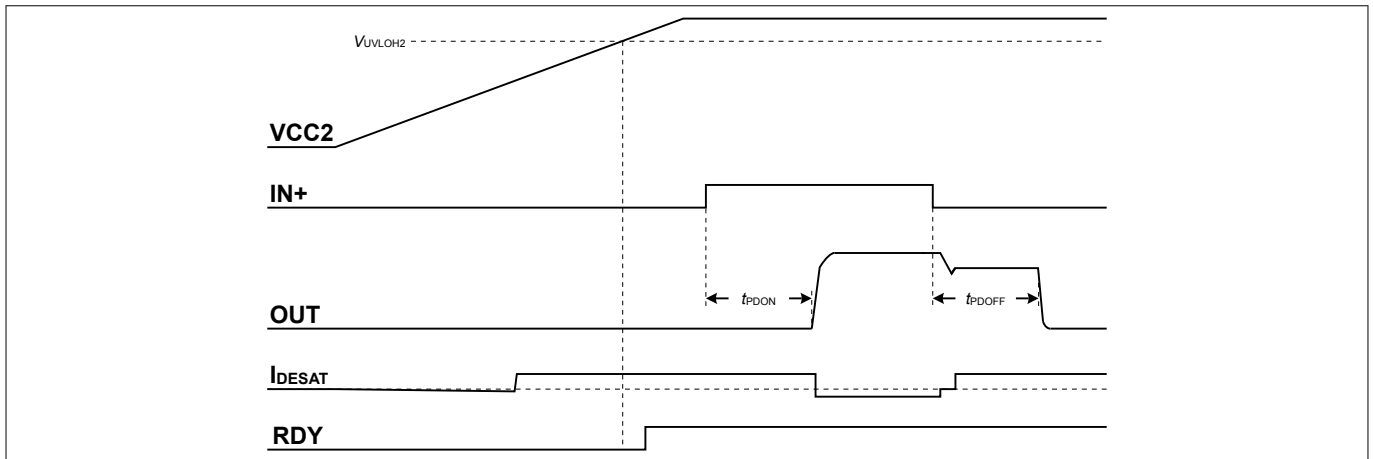 VUVLOH2
VCC2
IN+
tPDON
tPDOFF
OUT
IDESAT
RDY